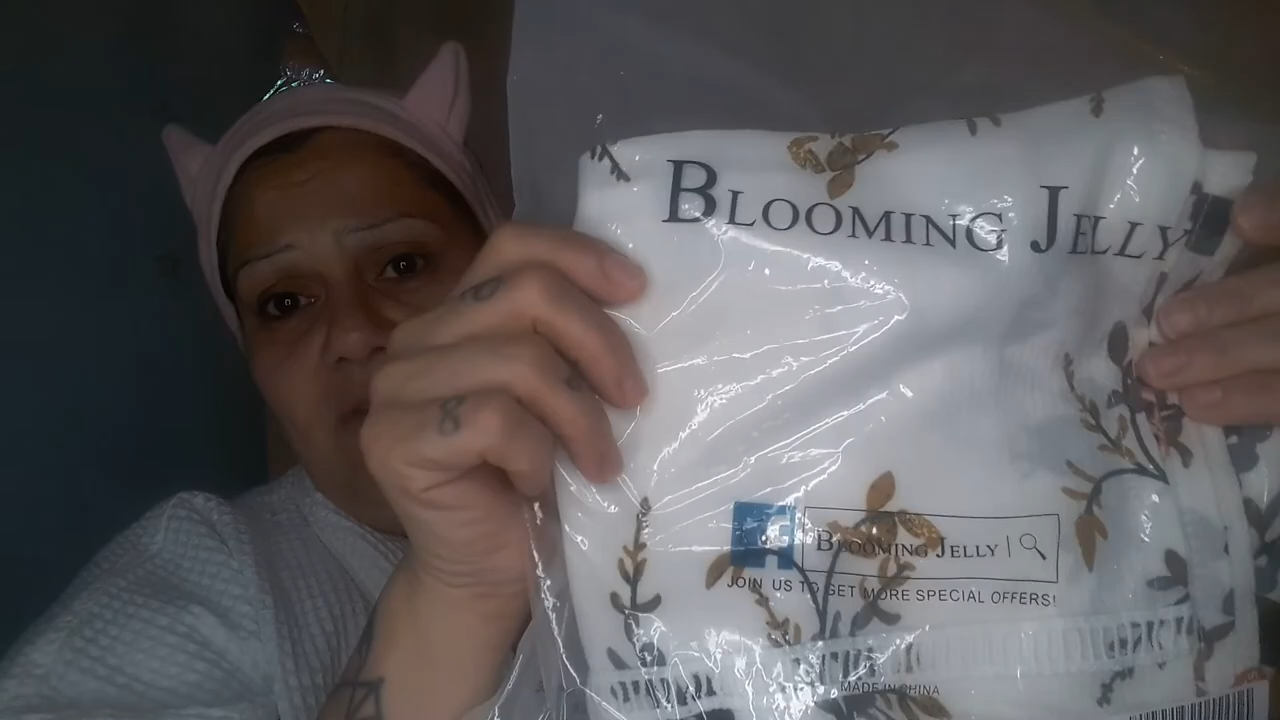 BLOOMING JELLY
BLOOMING JELLY
JOIN US TO GET MORE SPECIAL OFFERS!
MADE IN CHINA